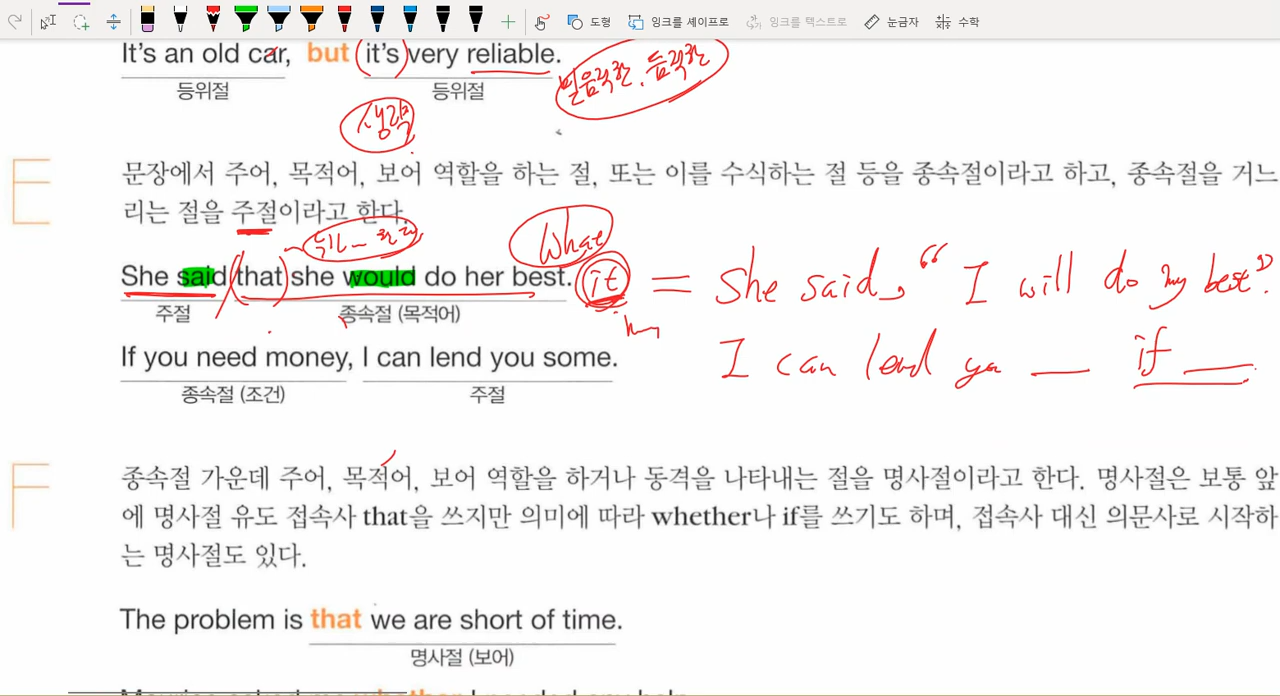 도형 잉크를 셰이프로 잉크를 텍스트로 눈금자 수학
It's an old car, but it's very reliable.
등위절 등위절
믿음직한, 듬직한
생략
E
문장에서 주어, 목적어, 보어 역할을 하는 절, 또는 이를 수식하는 절 등을 종속절이라고 하고, 종속절을 거느
리는 절을 주절이라고 한다.
What
She said that she would do her best. it = She said, “I will do my best.”
주절 종속절 (목적어)
If you need money, I can lend you some.
I can lend you if
종속절 (조건) 주절
F
종속절 가운데 주어, 목적어, 보어 역할을 하거나 동격을 나타내는 절을 명사절이라고 한다. 명사절은 보통 앞
에 명사절 유도 접속사 that을 쓰지만 의미에 따라 whether나 if를 쓰기도 하며, 접속사 대신 의문사로 시작하
는 명사절도 있다.
The problem is that we are short of time.
명사절 (보어)